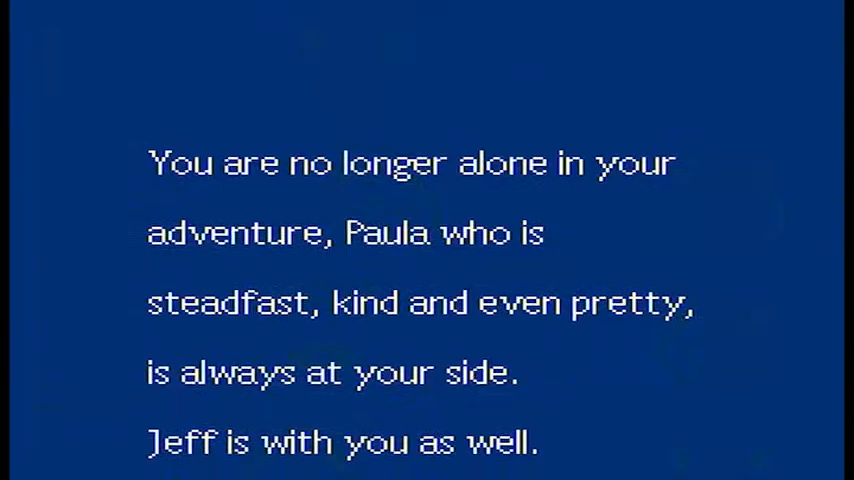 You are no longer alone in your
adventure, Paula who is
steadfast, kind and even pretty,
is always at your side.
Jeff is with you as well.